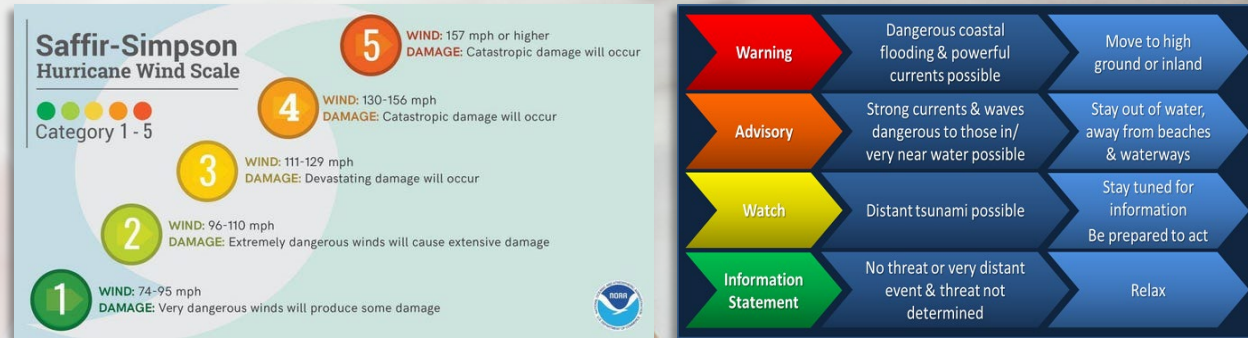 Saffir-Simpson
Hurricane Wind Scale
Category 1 - 5
5
WIND: 157 mph or higher
DAMAGE: Catastropic damage will occur
4
WIND: 130-156 mph
DAMAGE: Catastropic damage will occur
3
WIND: 111-129 mph
DAMAGE: Devastating damage will occur
2
WIND: 96-110 mph
DAMAGE: Extremely dangerous winds will cause extensive damage
1
WIND: 74-95 mph
DAMAGE: Very dangerous winds will produce some damage
NOAA
Warning
Dangerous coastal
flooding & powerful
currents possible
Move to high
ground or inland
Advisory
Strong currents & waves
dangerous to those in/
very near water possible
Stay out of water,
away from beaches
& waterways
Watch
Distant tsunami possible
Stay tuned for
information
Be prepared to act
Information
Statement
No threat or very distant
event & threat not
determined
Relax